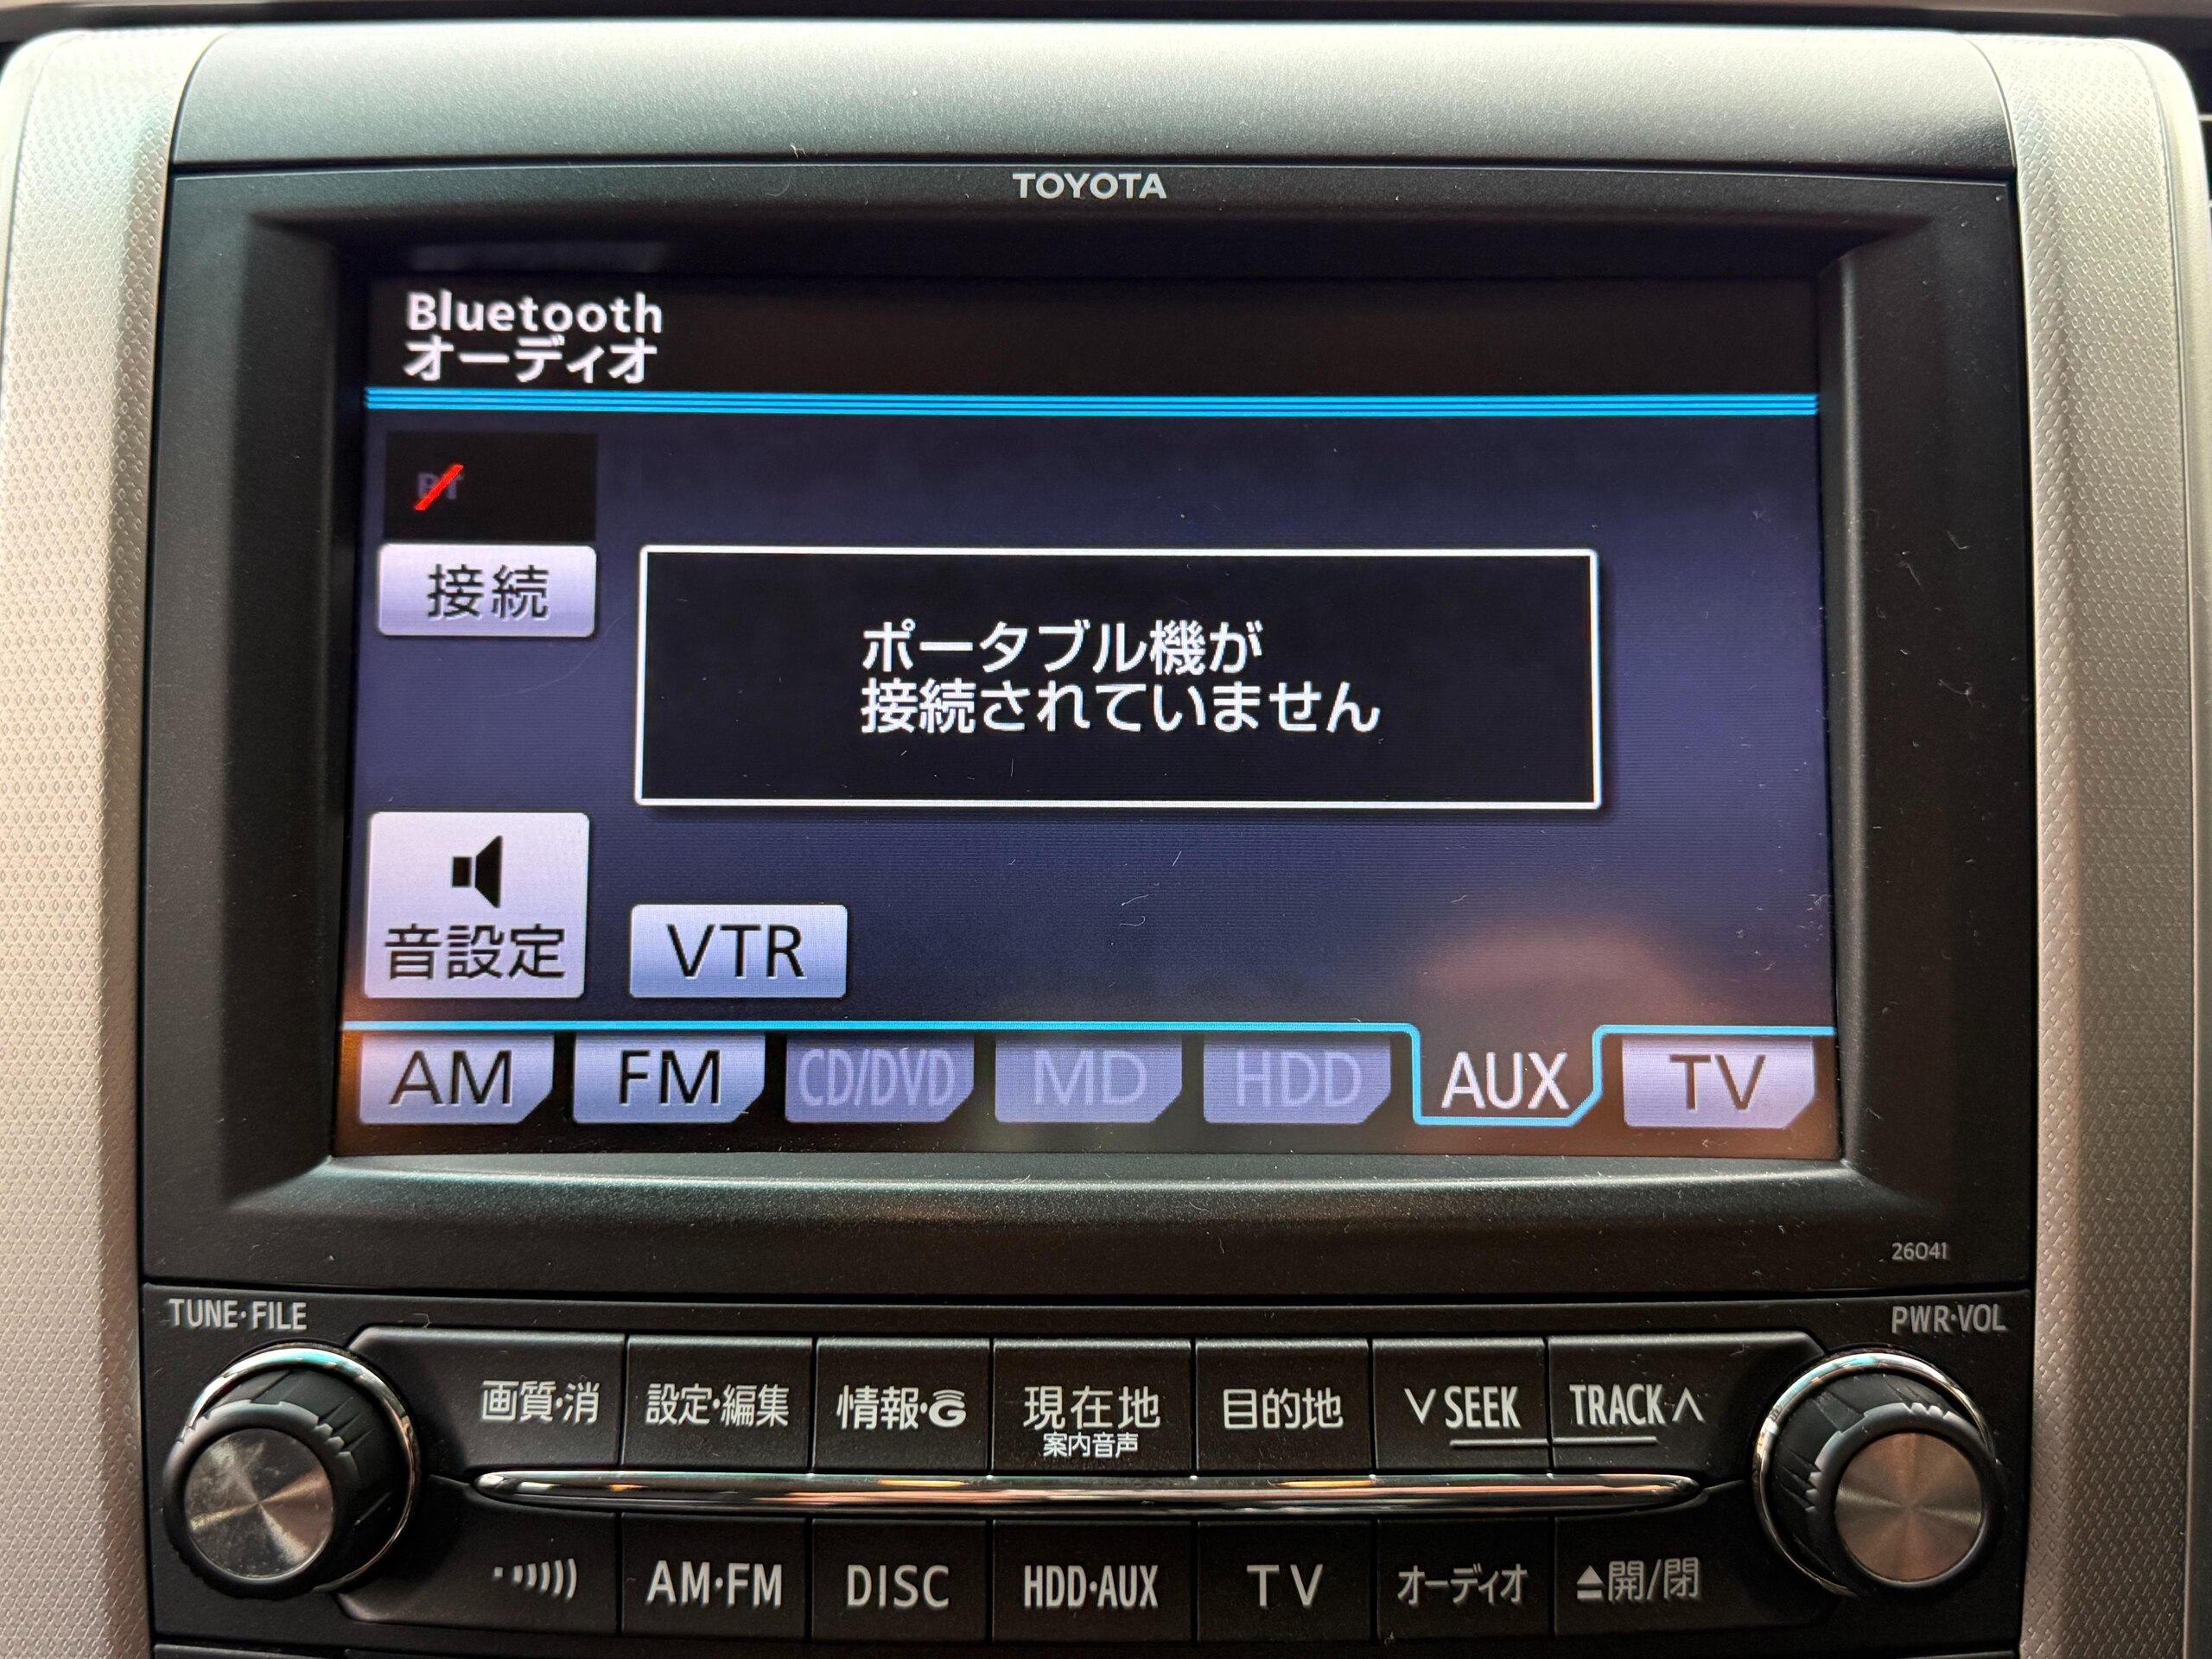 TOYOTA
Bluetooth
オーディオ
BT
接続
ポータブル機が
接続されていません
音設定
VTR
AM FM CD/DVD MD HDD AUX TV
26041
TUNE・FILE
PWR・VOL
画質・消 設定・編集 情報・G 現在地 目的地 ∨ SEEK TRACK ∧
案内音声
AM・FM DISC HDD・AUX TV オーディオ ⏏開/閉